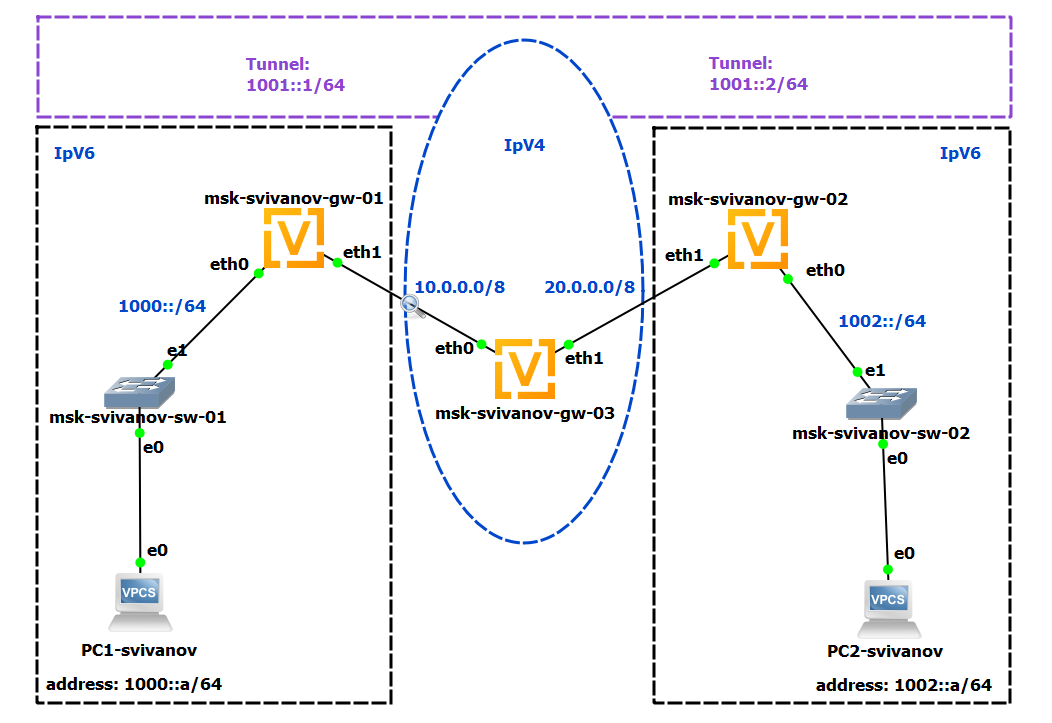 Tunnel:
1001::1/64
Tunnel:
1001::2/64
IpV6
IpV4
IpV6
msk-svivanov-gw-01
msk-svivanov-gw-02
V
V
eth0
eth1
eth1
eth0
1000::/64
10.0.0.0/8
20.0.0.0/8
1002::/64
eth0
V
eth1
e1
e1
msk-svivanov-sw-01
msk-svivanov-gw-03
msk-svivanov-sw-02
e0
e0
e0
e0
VPCS
VPCS
PC1-svivanov
PC2-svivanov
address: 1000::a/64
address: 1002::a/64